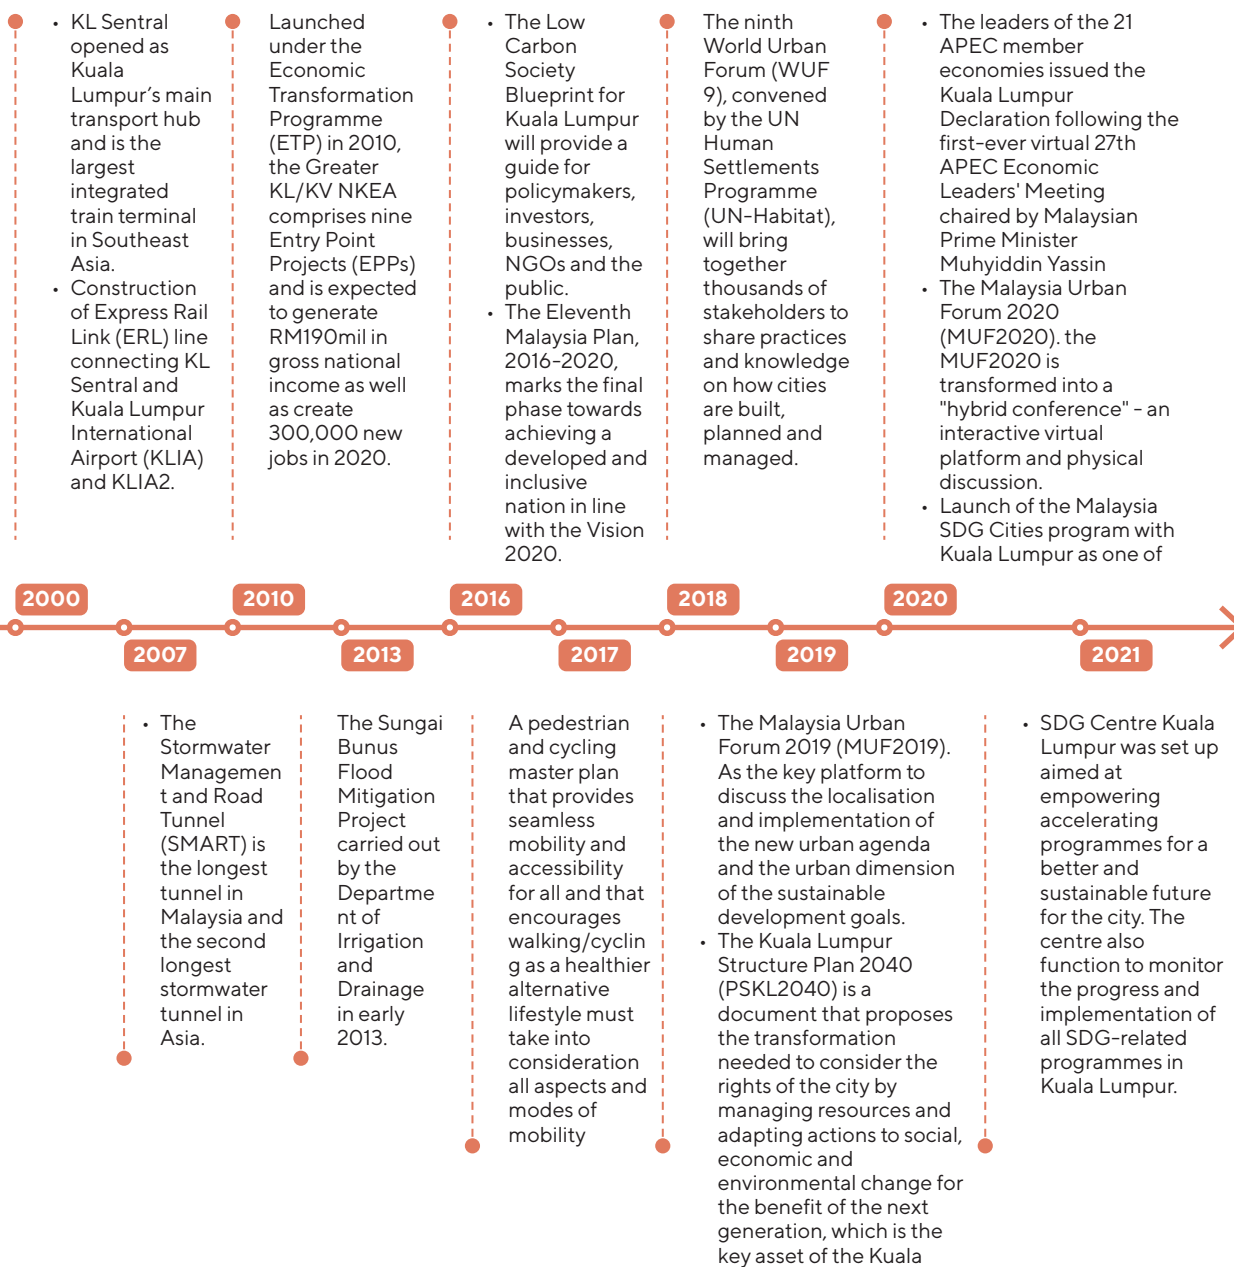 • KL Sentral
opened as
Kuala
Lumpur's main
transport hub
and is the
largest
integrated
train terminal
in Southeast
Asia.
• Construction
of Express Rail
Link (ERL) line
connecting KL
Sentral and
Kuala Lumpur
International
Airport (KLIA)
and KLIA2.
Launched
under the
Economic
Transformation
Programme
(ETP) in 2010,
the Greater
KL/KV NKEA
comprises nine
Entry Point
Projects (EPPs)
and is expected
to generate
RM190mil in
gross national
income as well
as create
300,000 new
jobs in 2020.
• The Low
Carbon
Society
Blueprint for
Kuala Lumpur
will provide a
guide for
policymakers,
investors,
businesses,
NGOs and the
public.
• The Eleventh
Malaysia Plan,
2016-2020,
marks the final
phase towards
achieving a
developed and
inclusive
nation in line
with the Vision
2020.
The ninth
World Urban
Forum (WUF
9), convened
by the UN
Human
Settlements
Programme
(UN-Habitat),
will bring
together
thousands of
stakeholders to
share practices
and knowledge
on how cities
are built,
planned and
managed.
• The leaders of the 21
APEC member
economies issued the
Kuala Lumpur
Declaration following the
first-ever virtual 27th
APEC Economic
Leaders' Meeting
chaired by Malaysian
Prime Minister
Muhyiddin Yassin
• The Malaysia Urban
Forum 2020
(MUF2020). the
MUF2020 is
transformed into a
"hybrid conference" - an
interactive virtual
platform and physical
discussion.
• Launch of the Malaysia
SDG Cities program with
Kuala Lumpur as one of
2000
2010
2016
2018
2020
2007
2013
2017
2019
2021
• The
Stormwater
Managemen
t and Road
Tunnel
(SMART) is
the longest
tunnel in
Malaysia and
the second
longest
stormwater
tunnel in
Asia.
The Sungai
Bunus
Flood
Mitigation
Project
carried out
by the
Departme
nt of
Irrigation
and
Drainage
in early
2013.
A pedestrian
and cycling
master plan
that provides
seamless
mobility and
accessibility
for all and that
encourages
walking/cyclin
g as a healthier
alternative
lifestyle must
take into
consideration
all aspects and
modes of
mobility
• The Malaysia Urban
Forum 2019 (MUF2019).
As the key platform to
discuss the localisation
and implementation of
the new urban agenda
and the urban dimension
of the sustainable
development goals.
• The Kuala Lumpur
Structure Plan 2040
(PSKL2040) is a
document that proposes
the transformation
needed to consider the
rights of the city by
managing resources and
adapting actions to social,
economic and
environmental change for
the benefit of the next
generation, which is the
key asset of the Kuala
• SDG Centre Kuala
Lumpur was set up
aimed at
empowering
accelerating
programmes for a
better and
sustainable future
for the city. The
centre also
function to monitor
the progress and
implementation of
all SDG-related
programmes in
Kuala Lumpur.